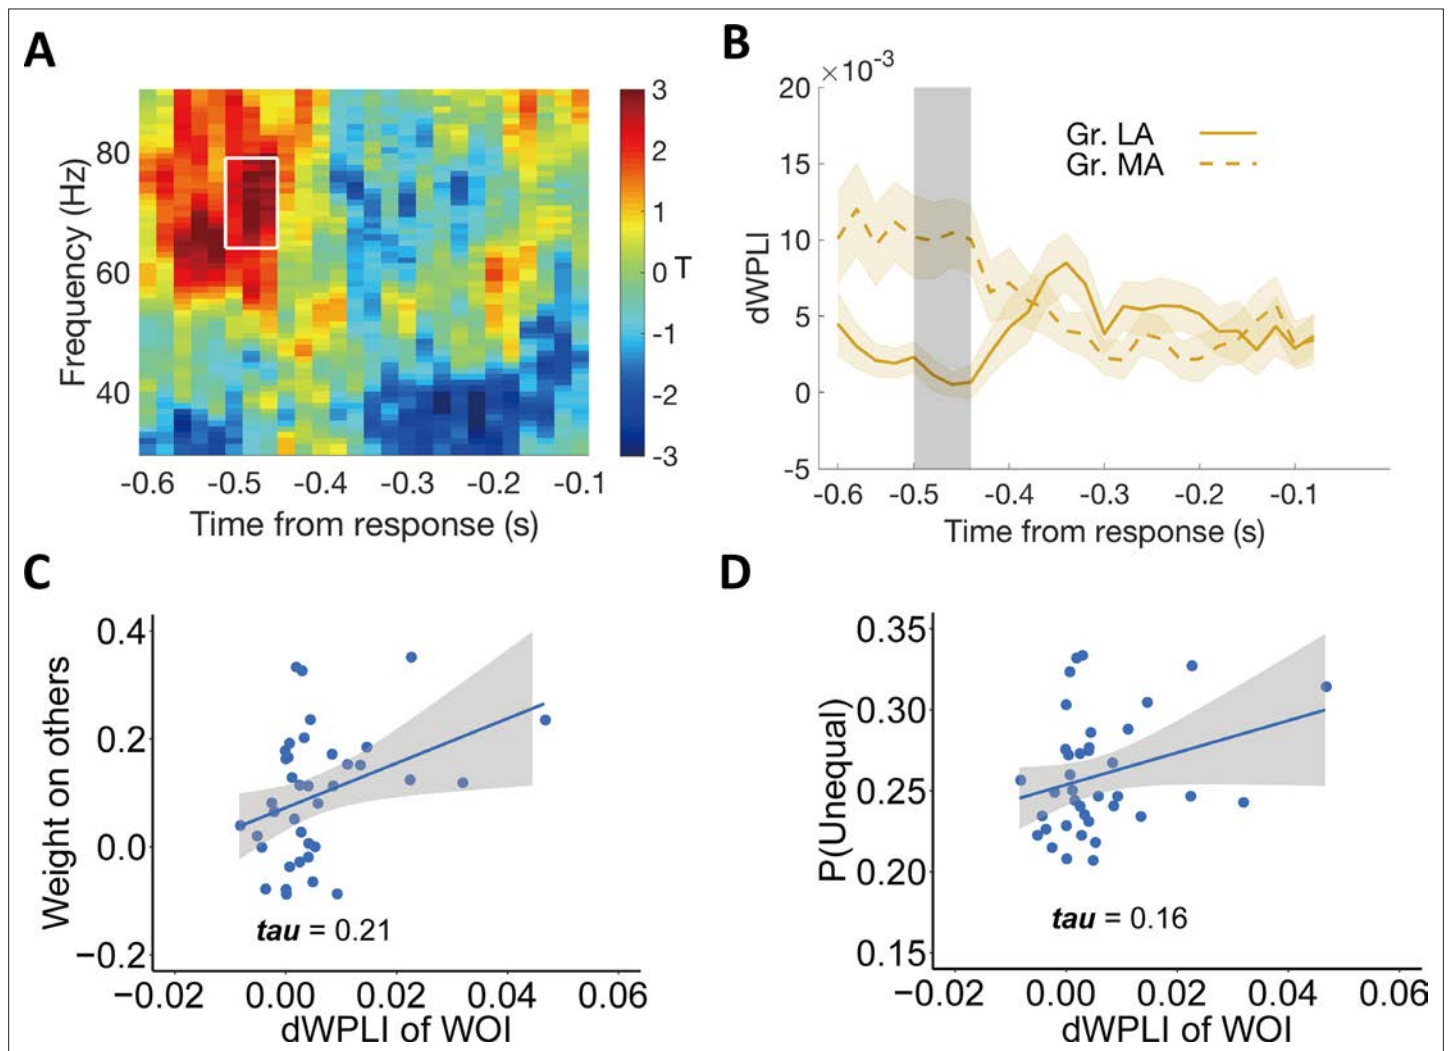 A
Frequency (Hz)
80
60
40
-0.6 -0.5 -0.4 -0.3 -0.2 -0.1
Time from response (s)
3
2
1
0 T
-1
-2
-3
B
×10-3
20
15
10
5
0
-5
dWPLI
Gr. LA
Gr. MA
-0.6 -0.5 -0.4 -0.3 -0.2 -0.1
Time from response (s)
C
Weight on others
0.4
0.2
0.0
−0.2
tau = 0.21
−0.02 0.00 0.02 0.04 0.06
dWPLI of WOI
D
P(Unequal)
0.35
0.30
0.25
0.20
0.15
tau = 0.16
−0.02 0.00 0.02 0.04 0.06
dWPLI of WOI